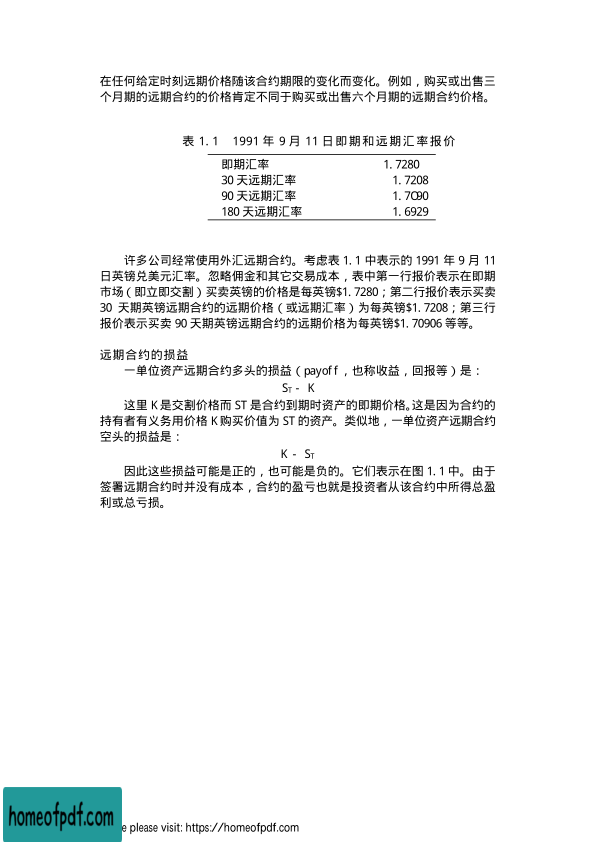 在任何给定时刻远期价格随该合约期限的变化而变化。例如，购买或出售三
个月期的远期合约的价格肯定不同于购买或出售六个月期的远期合约价格。
表 1.1 1991 年 9 月 11 日即期和远期汇率报价
即期汇率 1.7280
30 天远期汇率 1.7208
90 天远期汇率 1.7090
180 天远期汇率 1.6929
许多公司经常使用外汇远期合约。考虑表 1.1 中表示的 1991 年 9 月 11
日英镑兑美元汇率。忽略佣金和其它交易成本，表中第一行报价表示在即期
市场（即立即交割）买卖英镑的价格是每英镑$1.7280；第二行报价表示买卖
30 天期英镑远期合约的远期价格（或远期汇率）为每英镑$1.7208；第三行
报价表示买卖 90 天期英镑远期合约的远期价格为每英镑$1.70906 等等。
远期合约的损益
一单位资产远期合约多头的损益（payoff，也称收益，回报等）是：
ST - K
这里 K 是交割价格而 ST 是合约到期时资产的即期价格。这是因为合约的
持有者有义务用价格 K 购买价值为 ST 的资产。类似地，一单位资产远期合约
空头的损益是：
K - ST
因此这些损益可能是正的，也可能是负的。它们表示在图 1.1 中。由于
签署远期合约时并没有成本，合约的盈亏也就是投资者从该合约中所得总盈
利或总亏损。
homeofpdf.com
please visit: https://homeofpdf.com